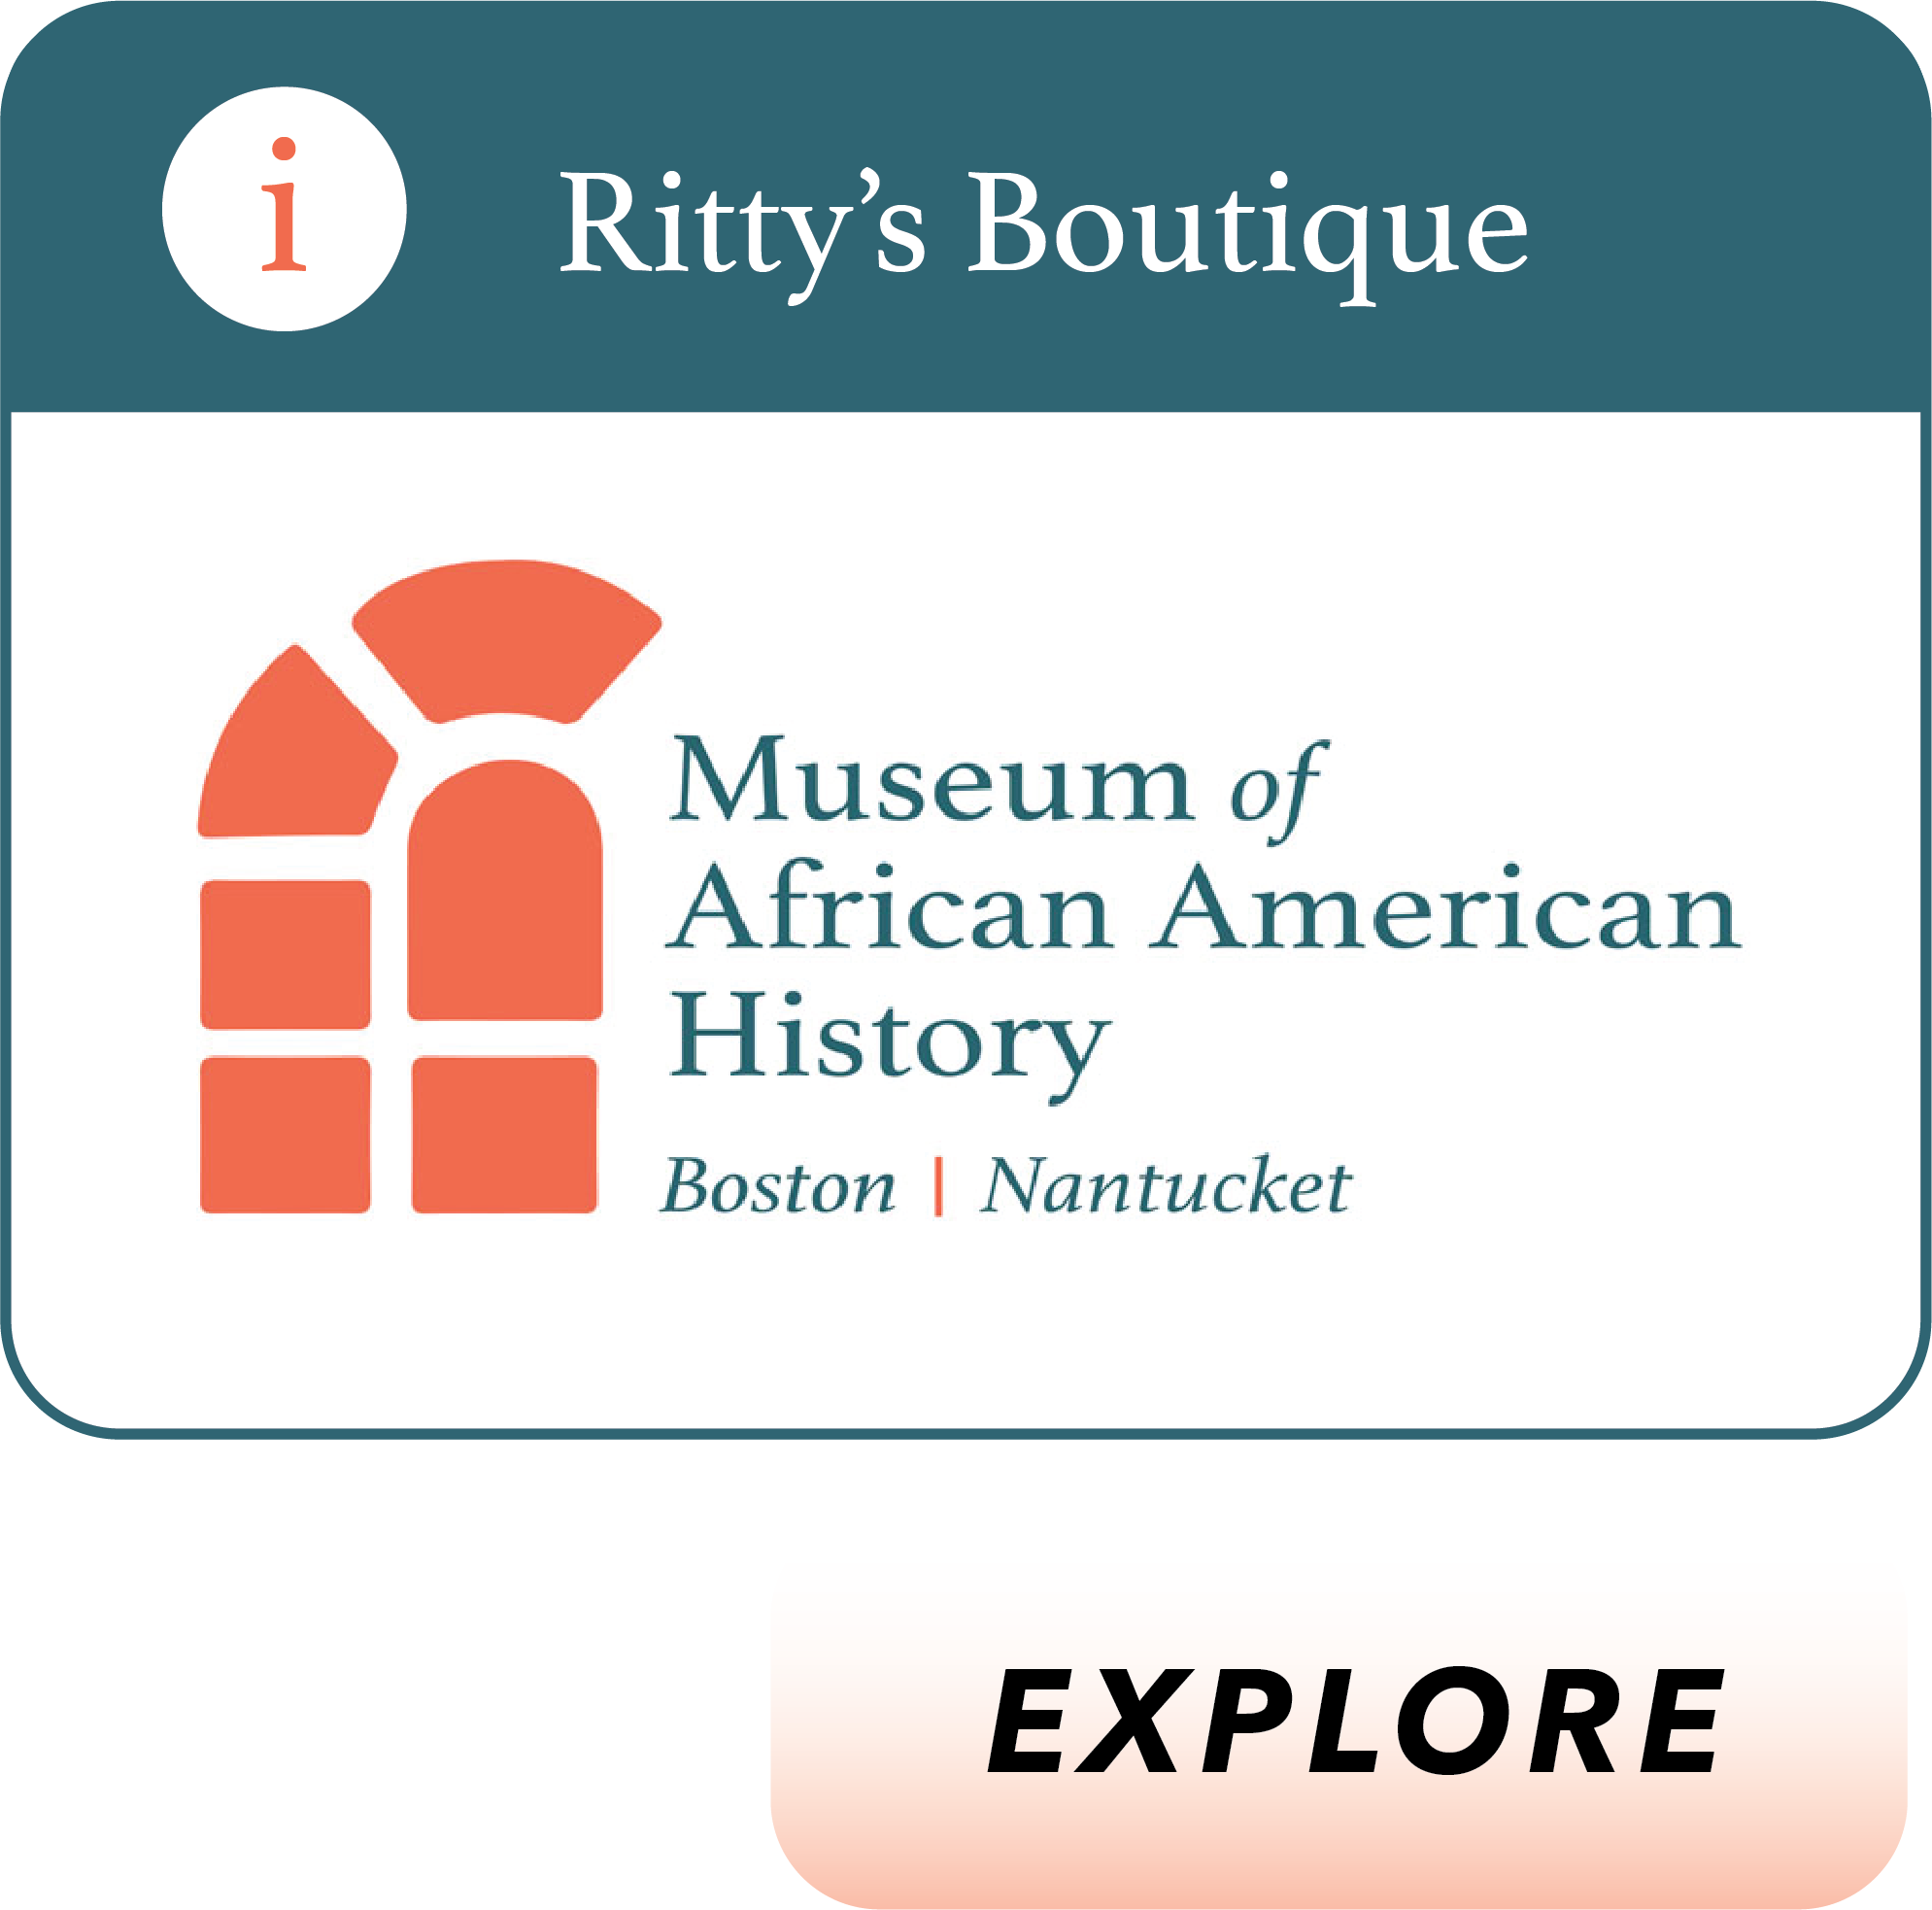 i
Ritty’s Boutique
Museum of
African American
History
Boston | Nantucket
EXPLORE